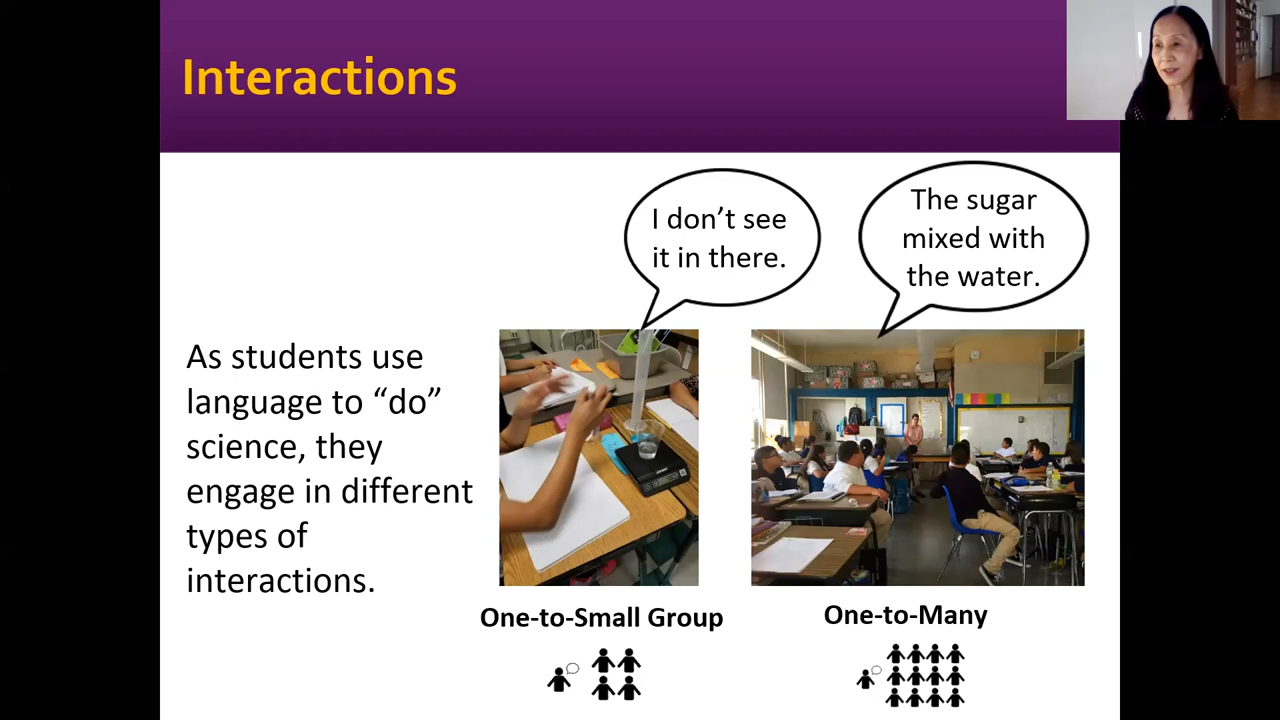 Interactions
I don’t see
it in there.
The sugar
mixed with
the water.
As students use
language to “do”
science, they
engage in different
types of
interactions.
One-to-Small Group
One-to-Many